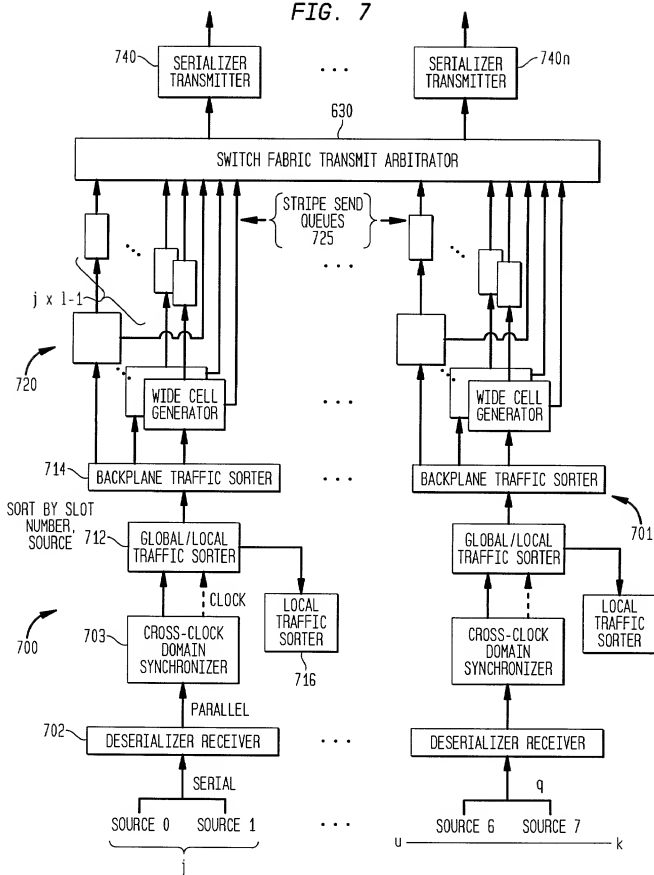 FIG. 7
740
SERIALIZER
TRANSMITTER
. . .
SERIALIZER
TRANSMITTER
740n
630
SWITCH FABRIC TRANSMIT ARBITRATOR
STRIPE SEND
QUEUES
725
. . .
j x l-1
720
WIDE CELL
GENERATOR
. . .
WIDE CELL
GENERATOR
714
BACKPLANE TRAFFIC SORTER
. . .
BACKPLANE TRAFFIC SORTER
701
SORT BY SLOT
NUMBER,
SOURCE
712
GLOBAL/LOCAL
TRAFFIC SORTER
GLOBAL/LOCAL
TRAFFIC SORTER
CLOCK
LOCAL
TRAFFIC
SORTER
716
LOCAL
TRAFFIC
SORTER
700
703
CROSS-CLOCK
DOMAIN
SYNCHRONIZER
CROSS-CLOCK
DOMAIN
SYNCHRONIZER
PARALLEL
702
DESERIALIZER RECEIVER
. . .
DESERIALIZER RECEIVER
SERIAL
q
SOURCE 0
SOURCE 1
. . .
SOURCE 6
SOURCE 7
j
u
k